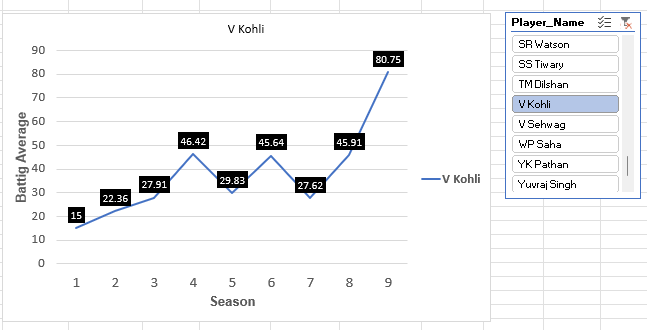 V Kohli
90
80
70
60
50
40
30
20
10
0
Battig Average
15
22.36
27.91
46.42
29.83
45.64
27.62
45.91
80.75
1 2 3 4 5 6 7 8 9
Season
V Kohli
Player_Name
SR Watson
SS Tiwary
TM Dilshan
V Kohli
V Sehwag
WP Saha
YK Pathan
Yuvraj Singh